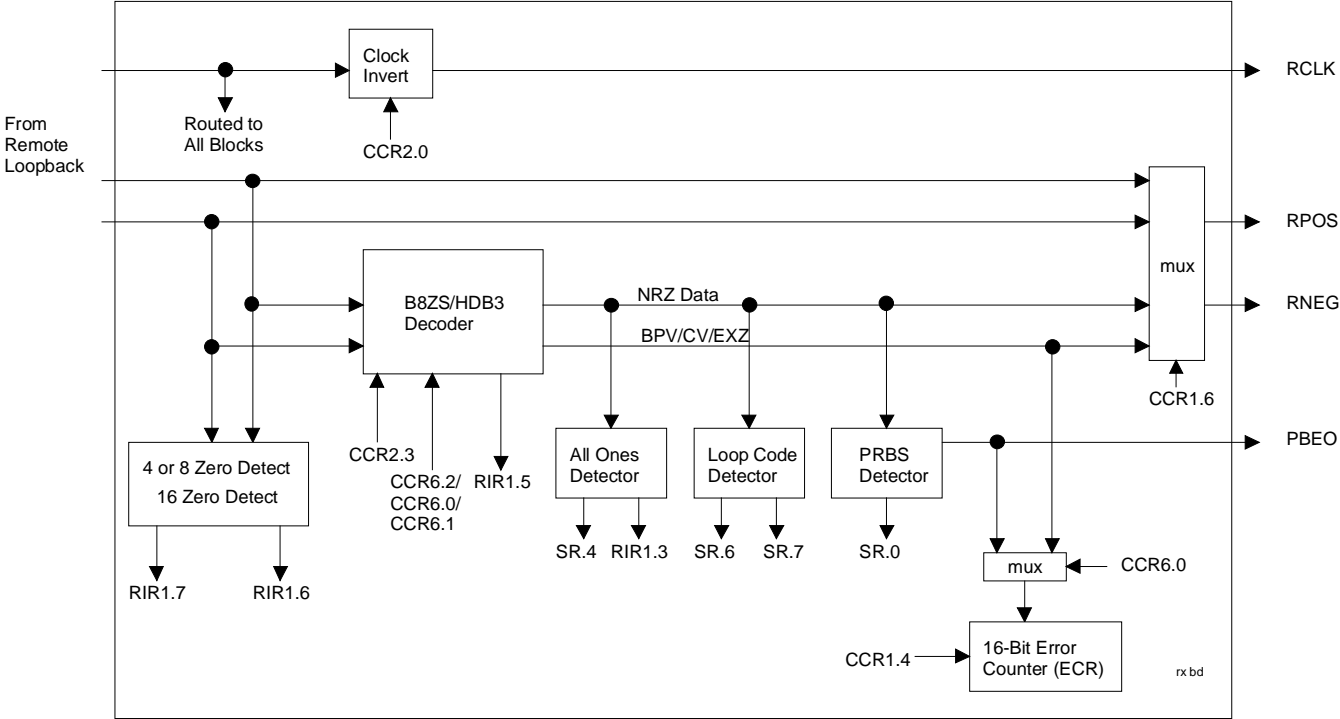 Clock
Invert
RCLK
From
Remote
Loopback
Routed to
All Blocks
CCR2.0
RPOS
mux
B8ZS/HDB3
Decoder
NRZ Data
RNEG
BPV/CV/EXZ
CCR1.6
4 or 8 Zero Detect
16 Zero Detect
CCR2.3
CCR6.2/
CCR6.0/
CCR6.1
RIR1.5
All Ones
Detector
Loop Code
Detector
PRBS
Detector
PBEO
SR.4
RIR1.3
SR.6
SR.7
SR.0
RIR1.7
RIR1.6
mux
CCR6.0
CCR1.4
16-Bit Error
Counter (ECR)
rx bd